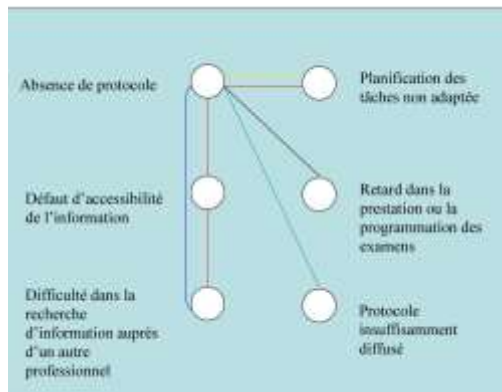 Absence de protocole
Planification des
tâches non adaptée
Défaut d'accessibilité
de l'information
Retard dans la
prestation ou la
programmation des
examens
Difficulté dans la
recherche
d'information auprès
d'un autre
professionnel
Protocole
insuffisamment
diffusé